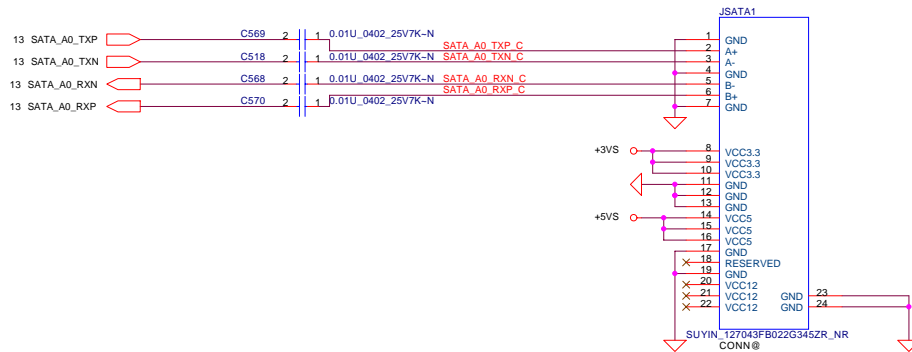 JSATA1
13 SATA_A0_TXP C569 2 1 0.01U_0402_25V7K~N
1 GND
SATA_A0_TXP_C 2 A+
13 SATA_A0_TXN C518 2 1 0.01U_0402_25V7K~N SATA_A0_TXN_C 3 A-
4 GND
13 SATA_A0_RXN C568 2 1 0.01U_0402_25V7K~N SATA_A0_RXN_C 5 B-
SATA_A0_RXP_C 6 B+
13 SATA_A0_RXP C570 2 1 0.01U_0402_25V7K~N
7 GND
+3VS 8 VCC3.3
9 VCC3.3
10 VCC3.3
11 GND
12 GND
13 GND
+5VS 14 VCC5
15 VCC5
16 VCC5
17 GND
18 RESERVED
19 GND
20 VCC12
21 VCC12 GND 23
22 VCC12 GND 24
SUYIN_127043FB022G345ZR_NR
CONN@